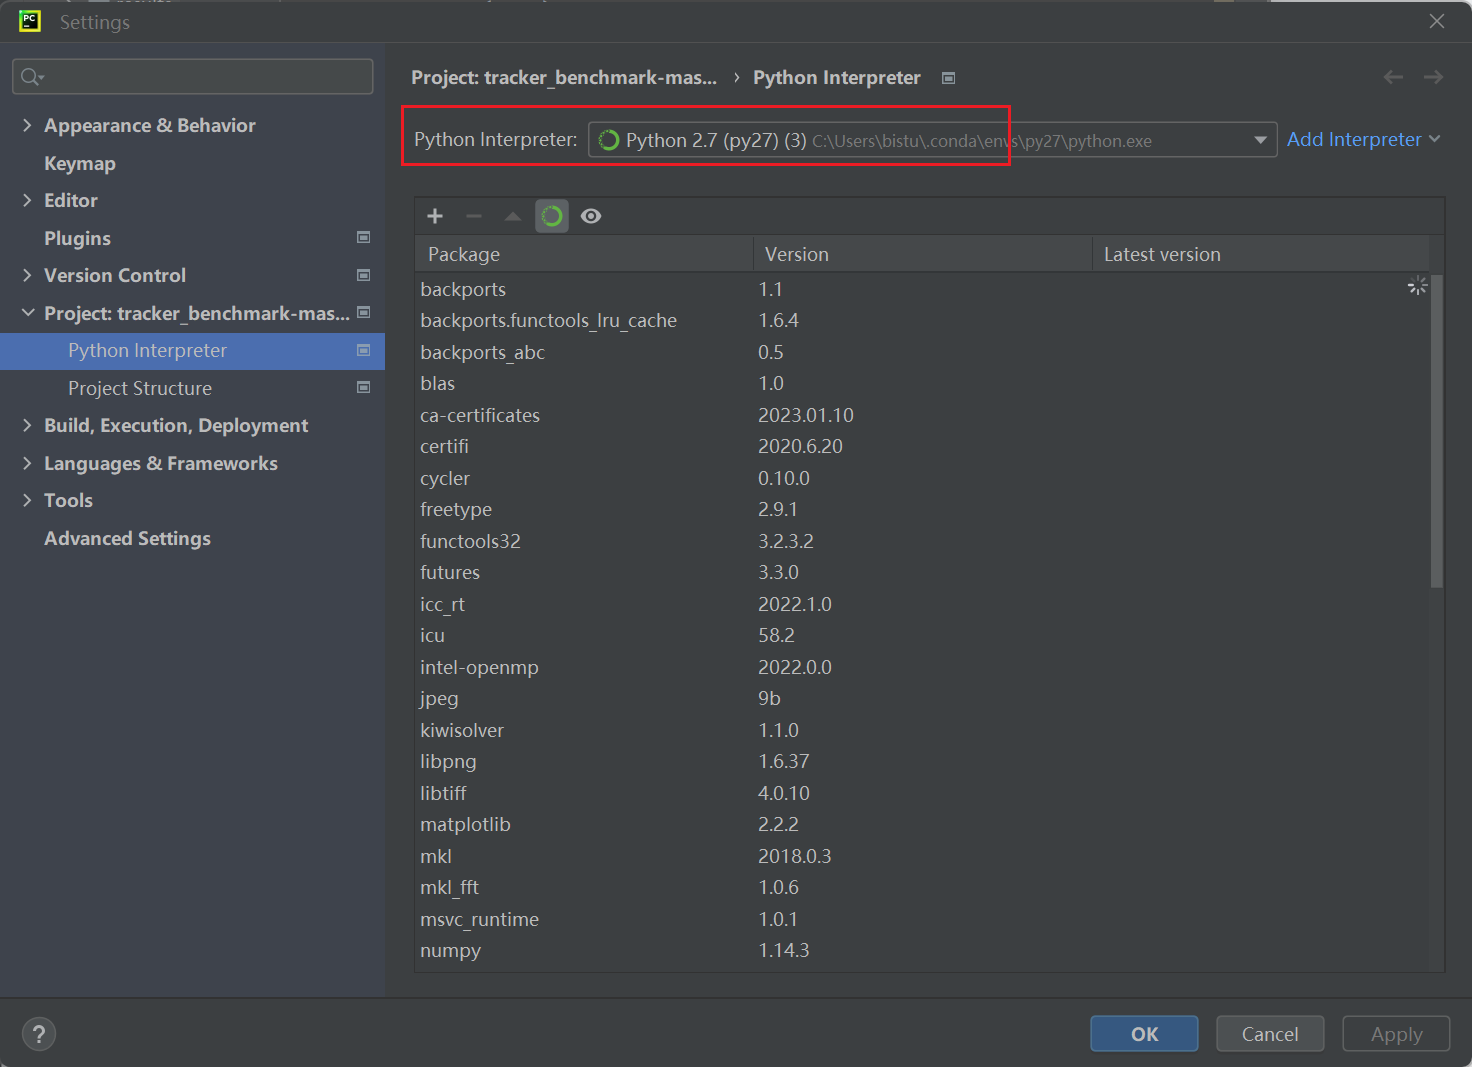 PC Settings
Appearance & Behavior
Keymap
Editor
Plugins
Version Control
Project: tracker_benchmark-mas...
Python Interpreter
Project Structure
Build, Execution, Deployment
Languages & Frameworks
Tools
Advanced Settings
Project: tracker_benchmark-mas... › Python Interpreter
Python Interpreter: Python 2.7 (py27) (3) C:\Users\bistu\.conda\envs\py27\python.exe Add Interpreter
Package Version Latest version
backports 1.1
backports.functools_lru_cache 1.6.4
backports_abc 0.5
blas 1.0
ca-certificates 2023.01.10
certifi 2020.6.20
cycler 0.10.0
freetype 2.9.1
functools32 3.2.3.2
futures 3.3.0
icc_rt 2022.1.0
icu 58.2
intel-openmp 2022.0.0
jpeg 9b
kiwisolver 1.1.0
libpng 1.6.37
libtiff 4.0.10
matplotlib 2.2.2
mkl 2018.0.3
mkl_fft 1.0.6
msvc_runtime 1.0.1
numpy 1.14.3
? OK Cancel Apply